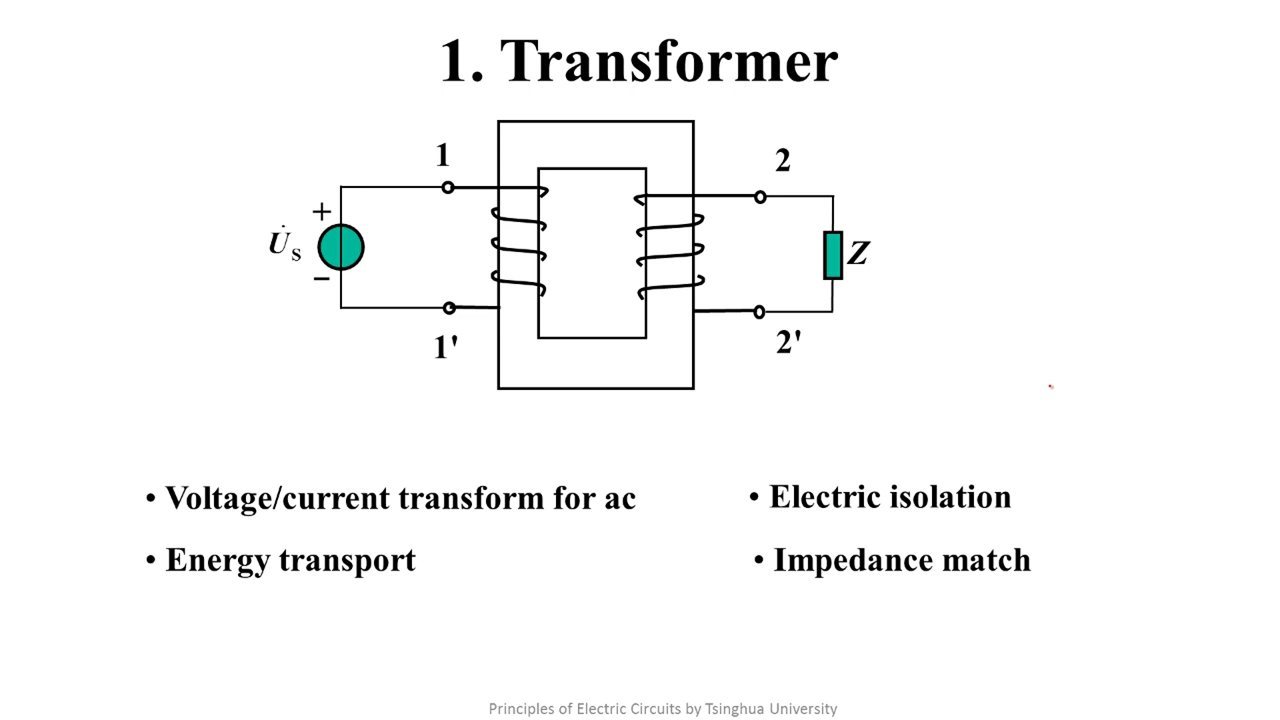 1. Transformer
1
2
+
U̇S
−
Z
1'
2'
• Voltage/current transform for ac
• Electric isolation
• Energy transport
• Impedance match
Principles of Electric Circuits by Tsinghua University